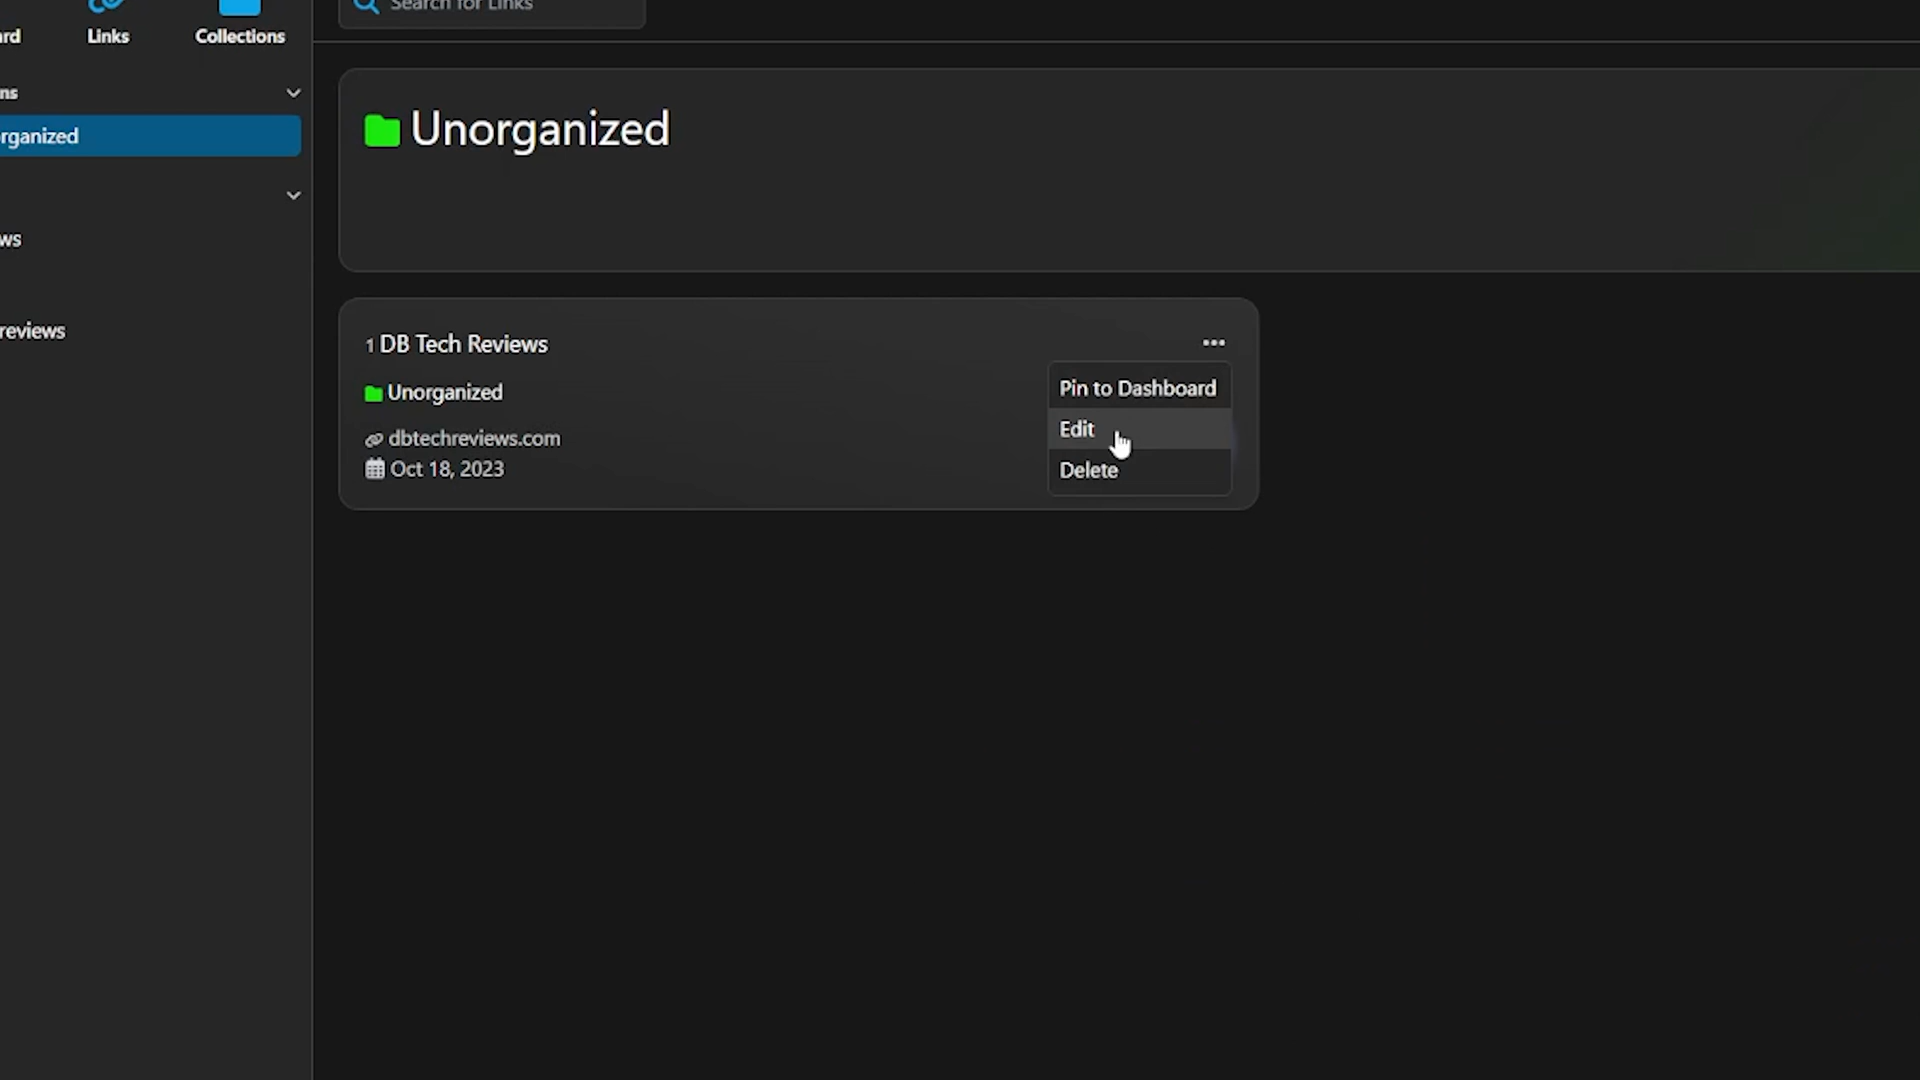 Search for Links
rd
Links
Collections
ns
rganized
ws
reviews
Unorganized
1 DB Tech Reviews
Unorganized
dbtechreviews.com
Oct 18, 2023
Pin to Dashboard
Edit
Delete